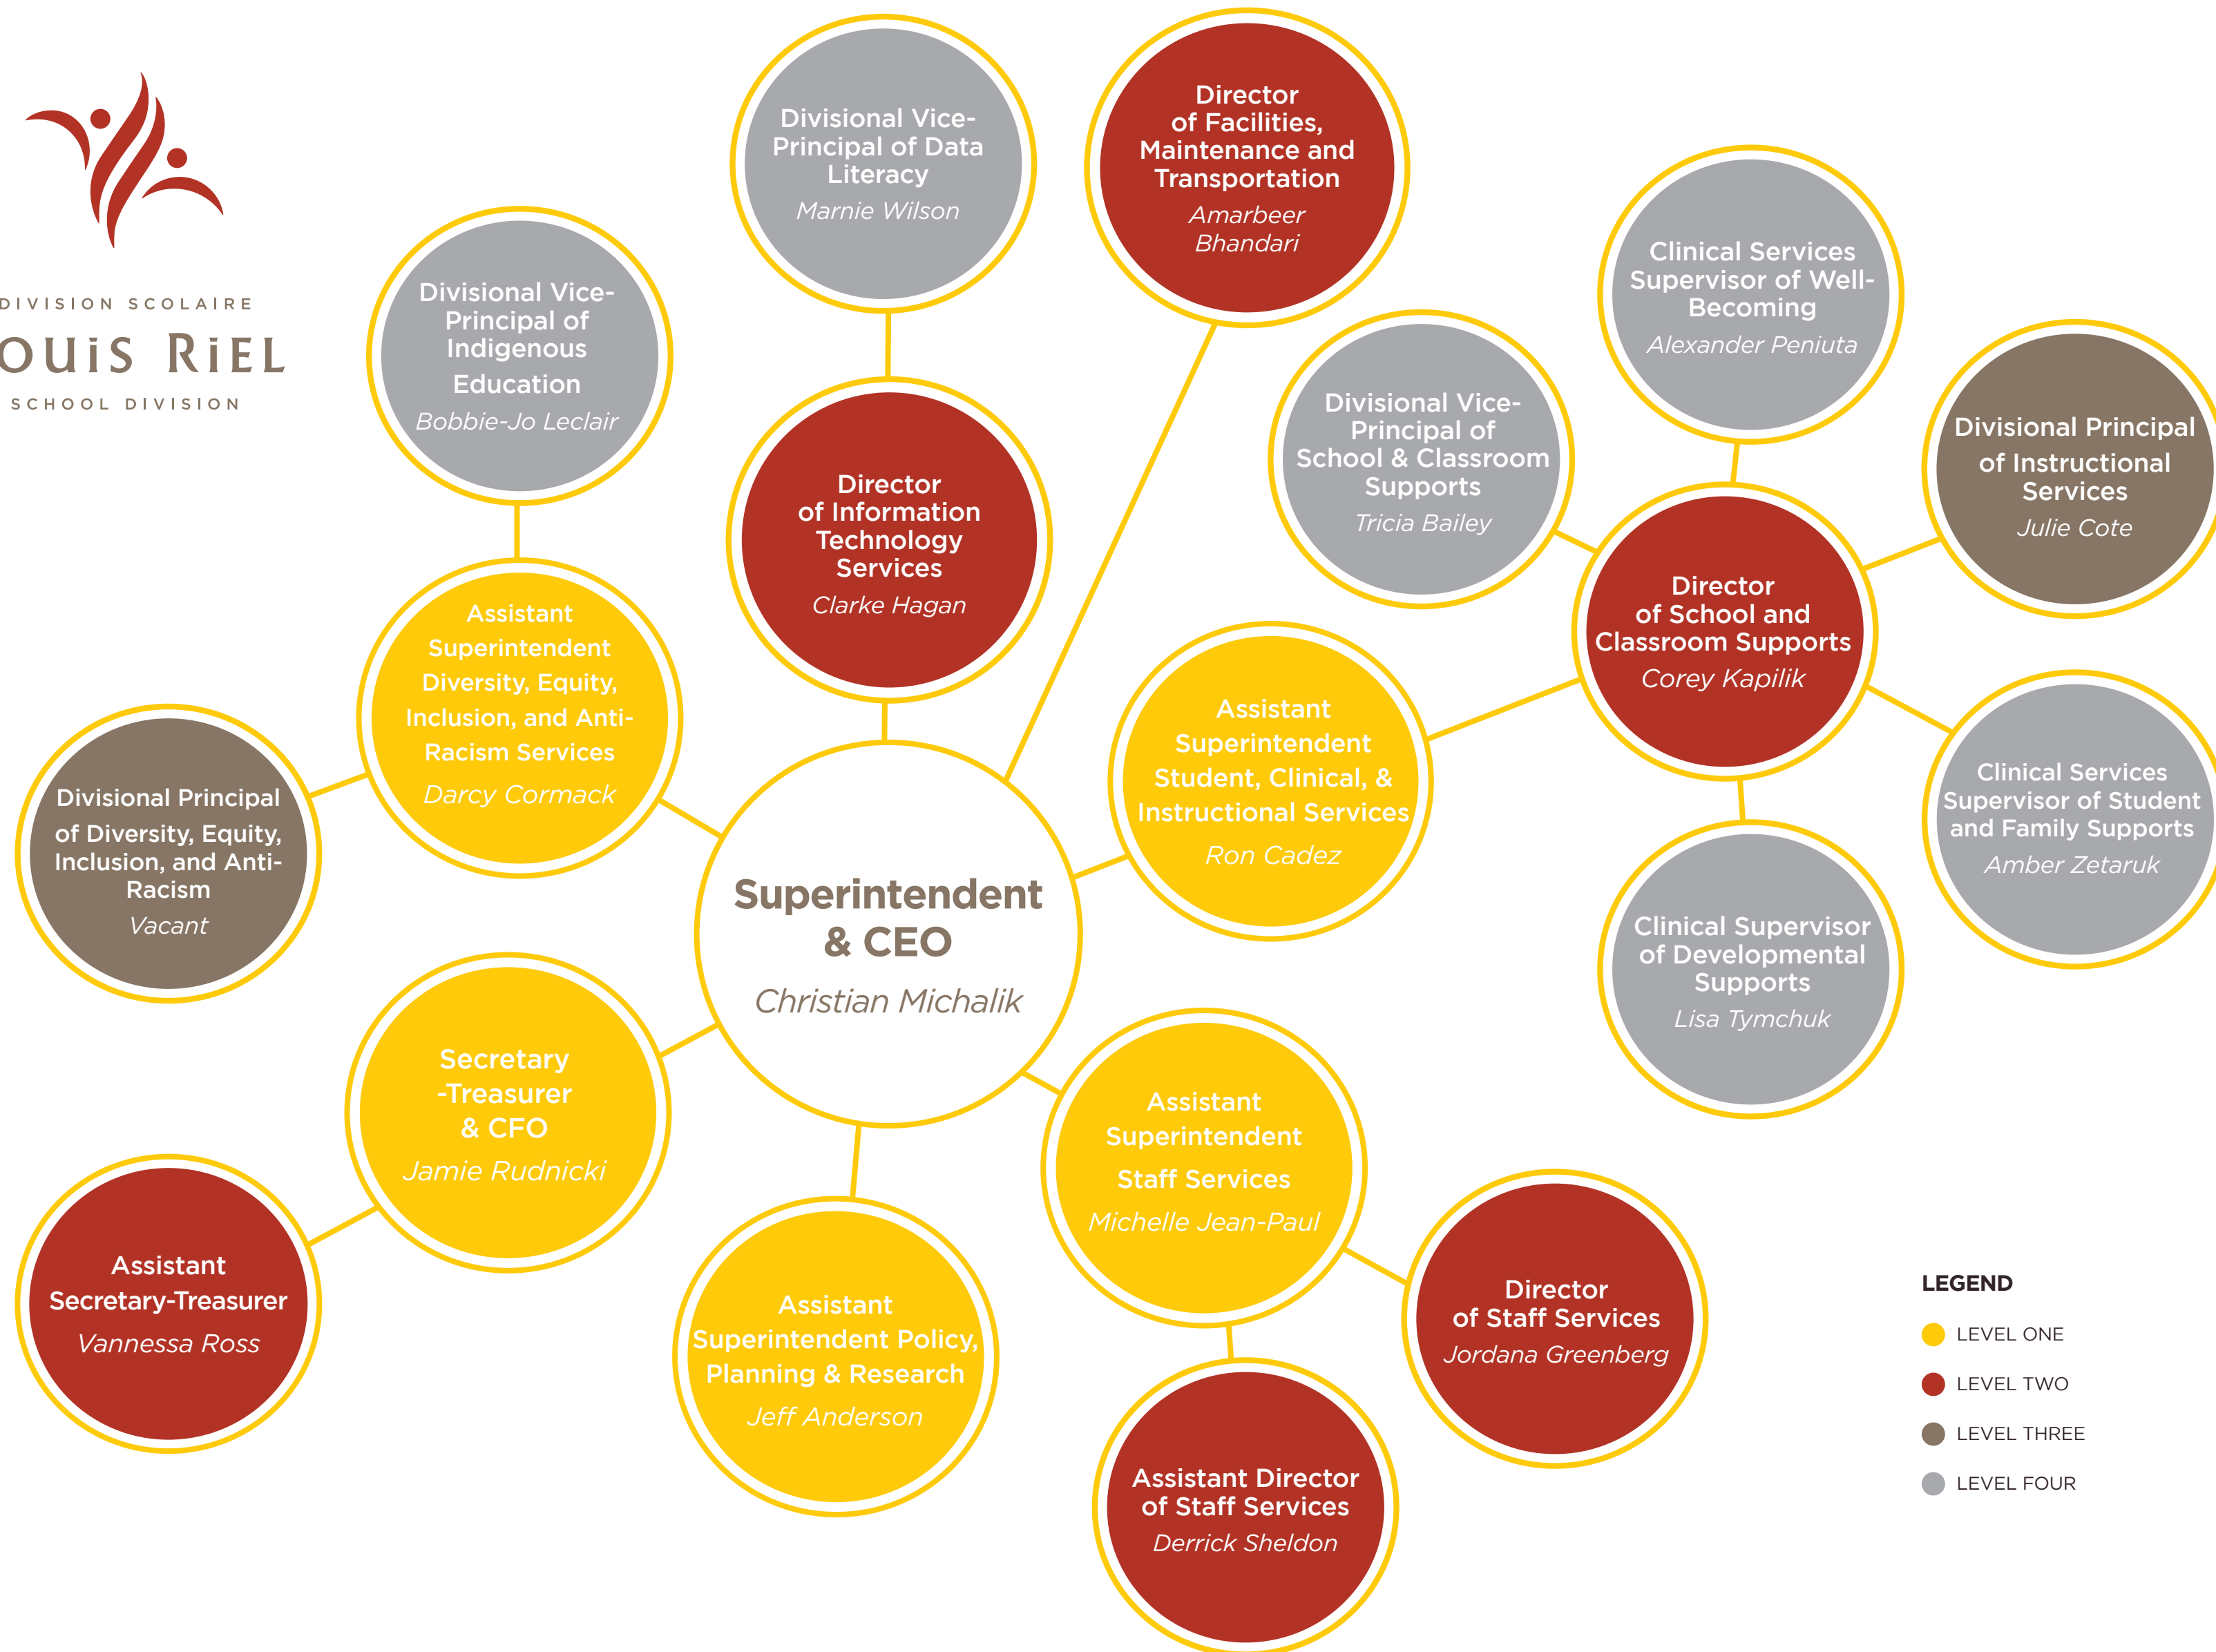 DIVISION SCOLAIRE
OUiS RiEL
SCHOOL DIVISION
Divisional Vice-
Principal of Data
Literacy
Marnie Wilson
Director
of Facilities,
Maintenance and
Transportation
Amarbeer
Bhandari
Divisional Vice-
Principal of
Indigenous
Education
Bobbie-Jo Leclair
Clinical Services
Supervisor of Well-
Becoming
Alexander Peniuta
Divisional Vice-
Principal of
School & Classroom
Supports
Tricia Bailey
Divisional Principal
of Instructional
Services
Julie Cote
Director
of Information
Technology
Services
Clarke Hagan
Director
of School and
Classroom Supports
Corey Kapilik
Assistant
Superintendent
Diversity, Equity,
Inclusion, and Anti-
Racism Services
Darcy Cormack
Assistant
Superintendent
Student, Clinical, &
Instructional Services
Ron Cadez
Divisional Principal
of Diversity, Equity,
Inclusion, and Anti-
Racism
Vacant
Clinical Services
Supervisor of Student
and Family Supports
Amber Zetaruk
Superintendent
& CEO
Christian Michalik
Clinical Supervisor
of Developmental
Supports
Lisa Tymchuk
Secretary
-Treasurer
& CFO
Jamie Rudnicki
Assistant
Superintendent
Staff Services
Michelle Jean-Paul
Assistant
Secretary-Treasurer
Vannessa Ross
Assistant
Superintendent Policy,
Planning & Research
Jeff Anderson
Director
of Staff Services
Jordana Greenberg
Assistant Director
of Staff Services
Derrick Sheldon
LEGEND
LEVEL ONE
LEVEL TWO
LEVEL THREE
LEVEL FOUR